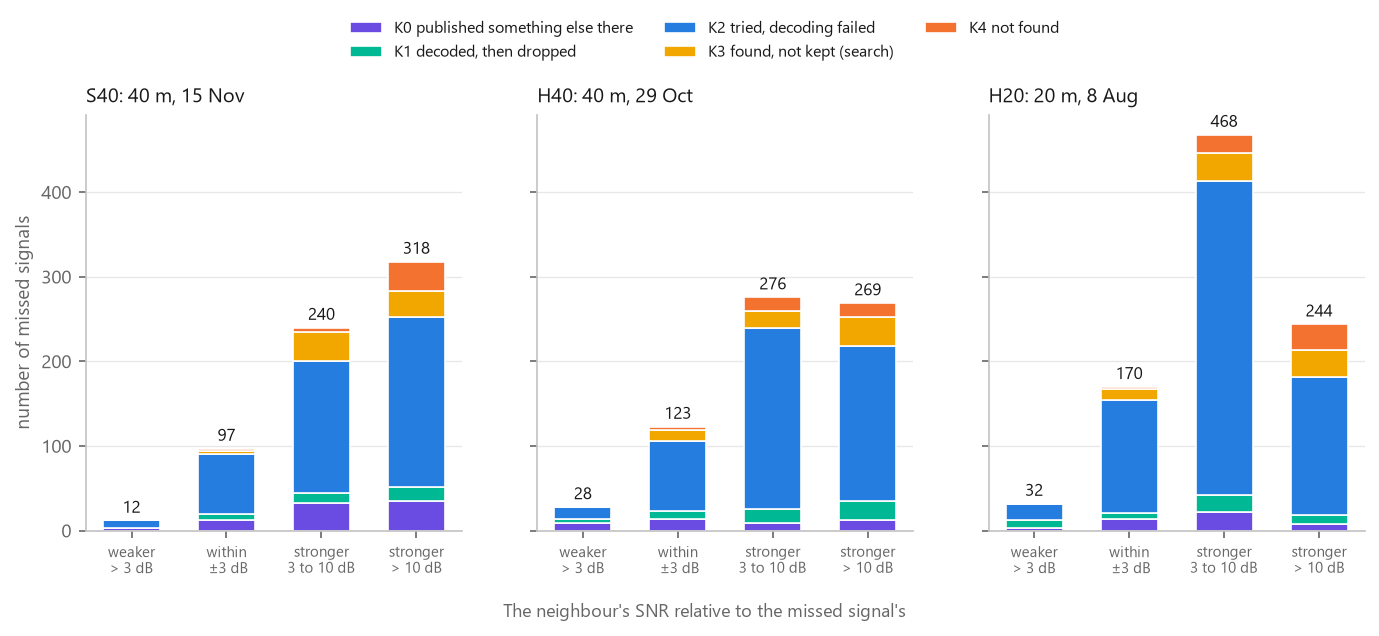 K0 published something else there
K2 tried, decoding failed
K4 not found
K1 decoded, then dropped
K3 found, not kept (search)
S40: 40 m, 15 Nov
H40: 40 m, 29 Oct
H20: 20 m, 8 Aug
number of missed signals
400
300
200
100
0
12
97
240
318
28
123
276
269
32
170
468
244
weaker
> 3 dB
within
±3 dB
stronger
3 to 10 dB
stronger
> 10 dB
weaker
> 3 dB
within
±3 dB
stronger
3 to 10 dB
stronger
> 10 dB
weaker
> 3 dB
within
±3 dB
stronger
3 to 10 dB
stronger
> 10 dB
The neighbour's SNR relative to the missed signal's